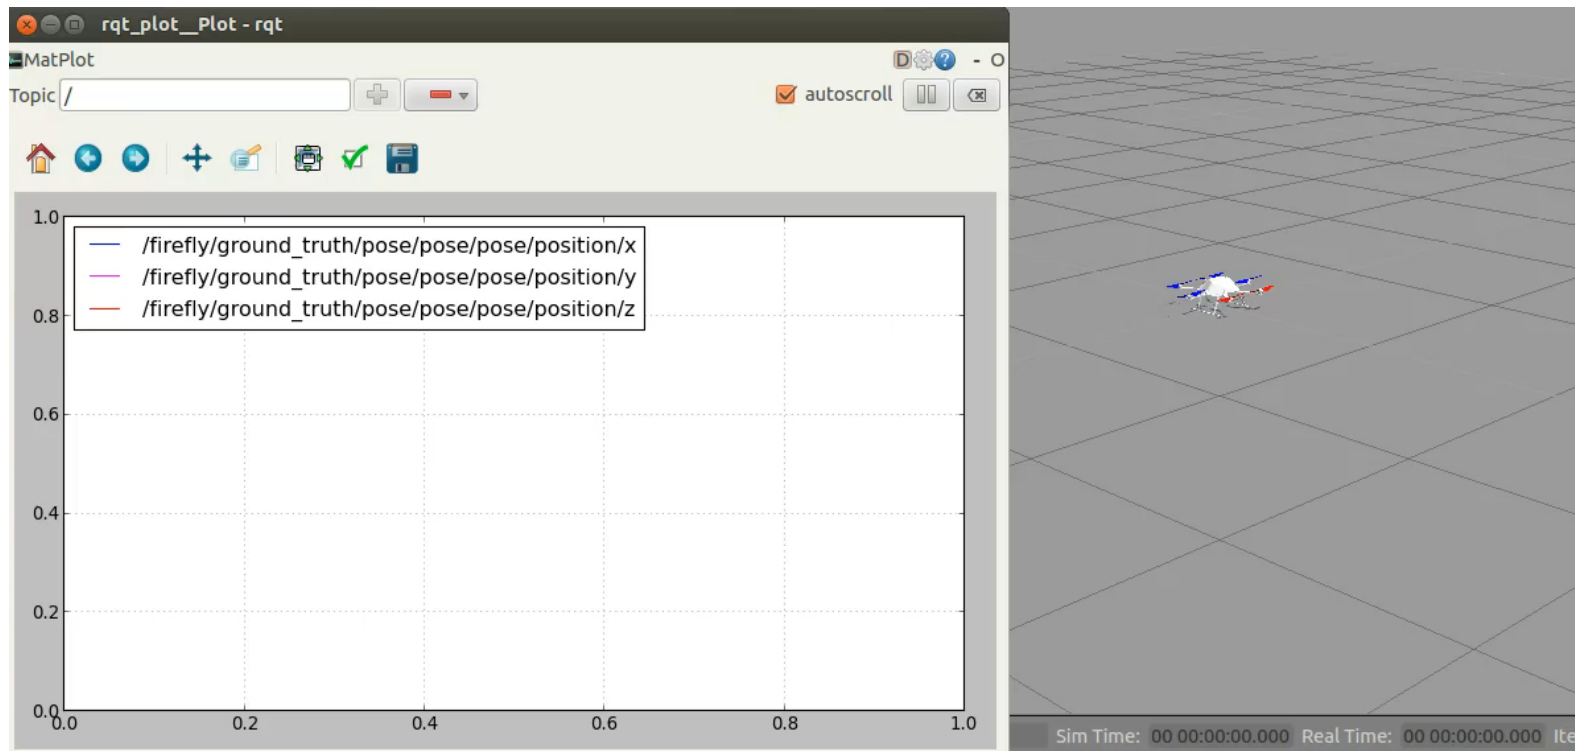 rqt_plot__Plot - rqt
MatPlot
D ? - O
Topic /
autoscroll
1.0
0.8
0.6
0.4
0.2
0.0
/firefly/ground_truth/pose/pose/pose/position/x
/firefly/ground_truth/pose/pose/pose/position/y
/firefly/ground_truth/pose/pose/pose/position/z
0.0 0.2 0.4 0.6 0.8 1.0
Sim Time: 00 00:00:00.000 Real Time: 00 00:00:00.000 Ite